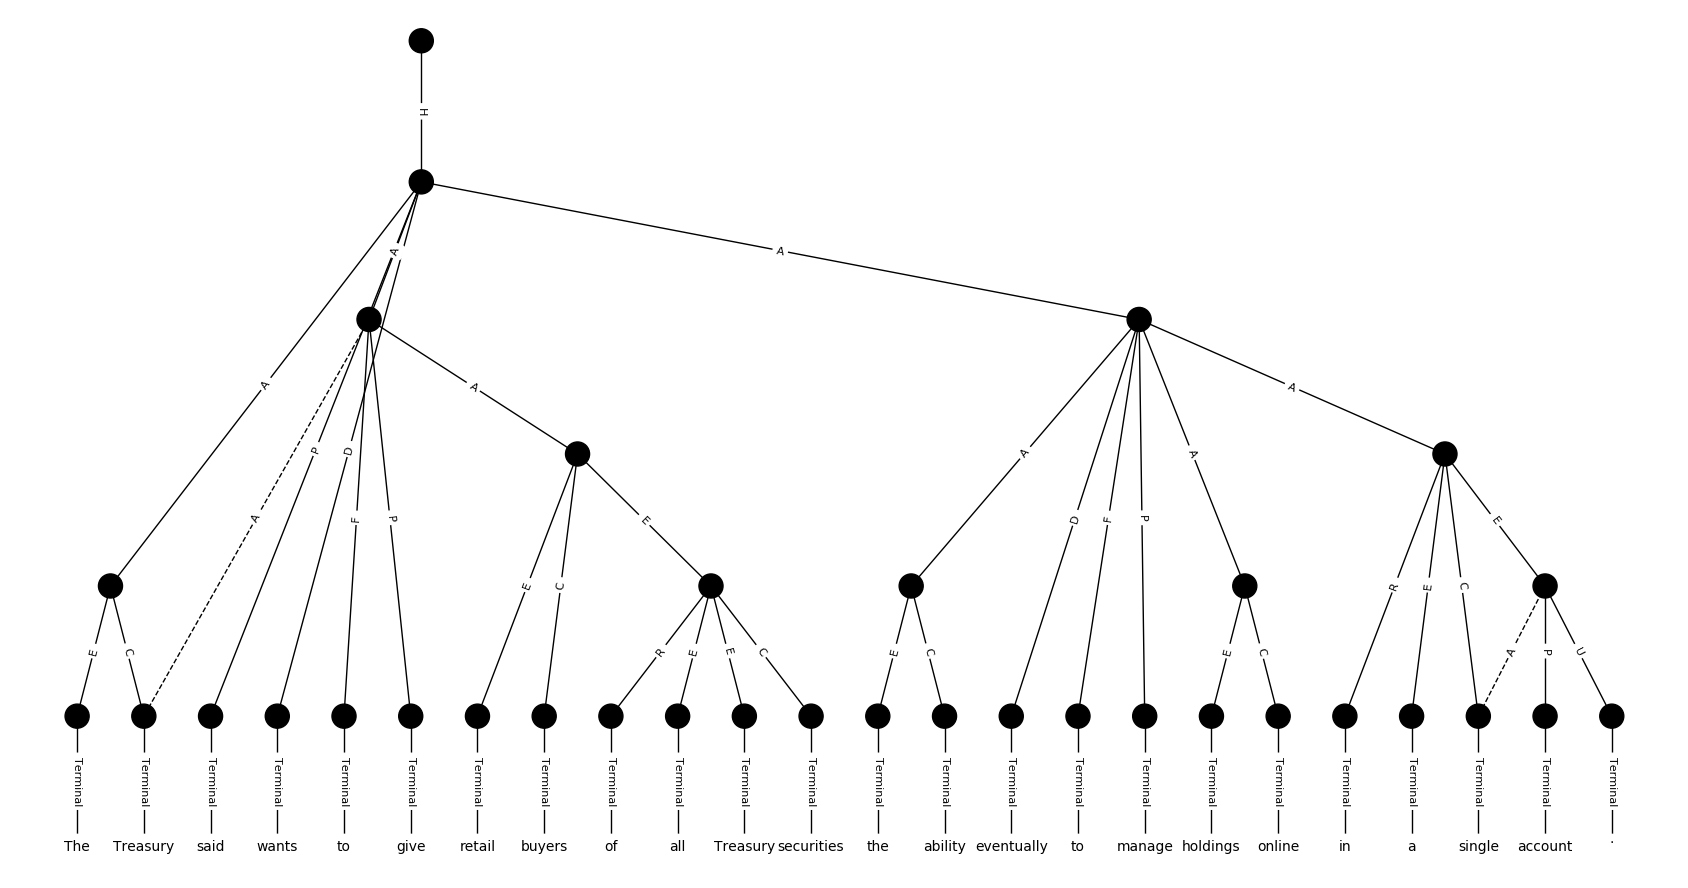 H
A
A
A
A
P
D
A
A
F
P
E
A
D
F
P
A
E
E
C
R
E
C
E
C
R
E
E
C
E
C
E
C
A
P
U
Terminal Terminal Terminal Terminal Terminal Terminal Terminal Terminal Terminal Terminal Terminal Terminal Terminal Terminal Terminal Terminal Terminal Terminal Terminal Terminal Terminal Terminal Terminal Terminal
The Treasury said wants to give retail buyers of all Treasury securities the ability eventually to manage holdings online in a single account .